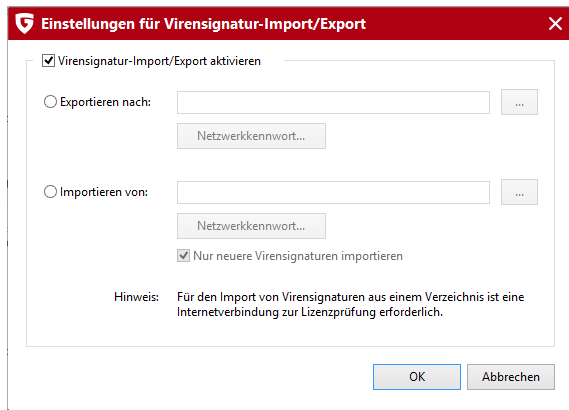 Einstellungen für Virensignatur-Import/Export
Virensignatur-Import/Export aktivieren
Exportieren nach:
...
Netzwerkkennwort...
Importieren von:
...
Netzwerkkennwort...
Nur neuere Virensignaturen importieren
Hinweis:
Für den Import von Virensignaturen aus einem Verzeichnis ist eine
Internetverbindung zur Lizenzprüfung erforderlich.
OK
Abbrechen